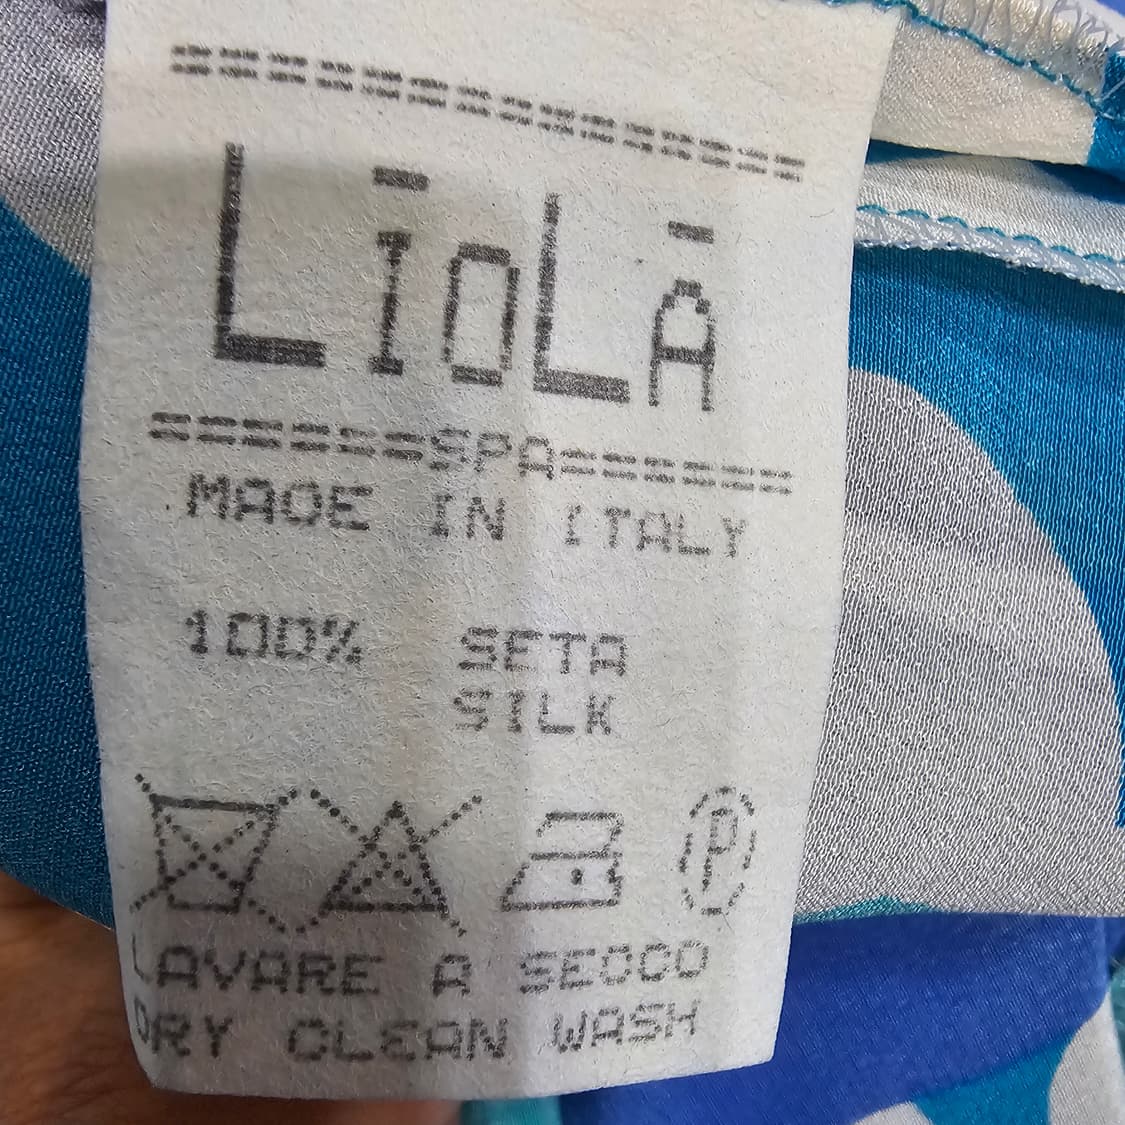 LĪOLĀ
======SPA======
MADE IN ITALY
100% SETA
SILK
P
LAVARE A SECCO
DRY CLEAN WASH